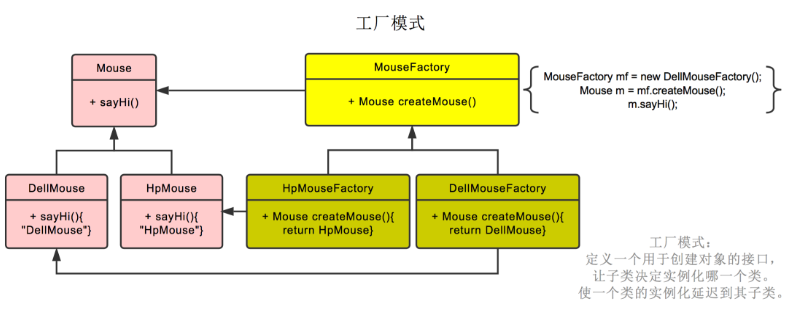 工厂模式
Mouse
+ sayHi()
MouseFactory
+ Mouse createMouse()
MouseFactory mf = new DellMouseFactory();
Mouse m = mf.createMouse();
m.sayHi();
DellMouse
+ sayHi(){
"DellMouse"}
HpMouse
+ sayHi(){
"HpMouse"}
HpMouseFactory
+ Mouse createMouse(){
return HpMouse}
DellMouseFactory
+ Mouse createMouse(){
return DellMouse}
工厂模式：
定义一个用于创建对象的接口，
让子类决定实例化哪一个类。
使一个类的实例化延迟到其子类。